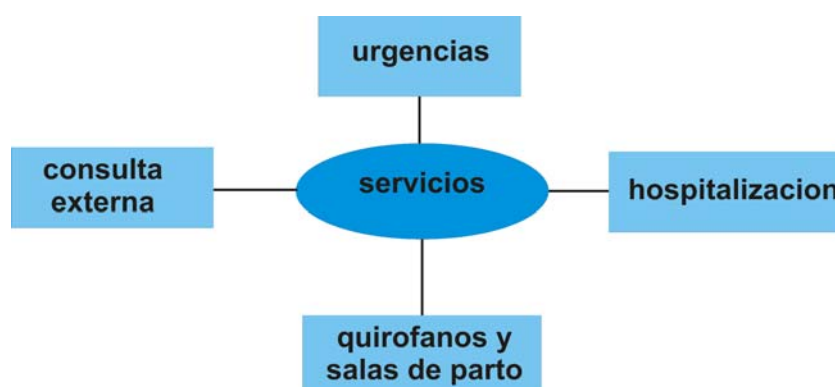 urgencias
consulta
externa
servicios
hospitalizacion
quirofanos y
salas de parto